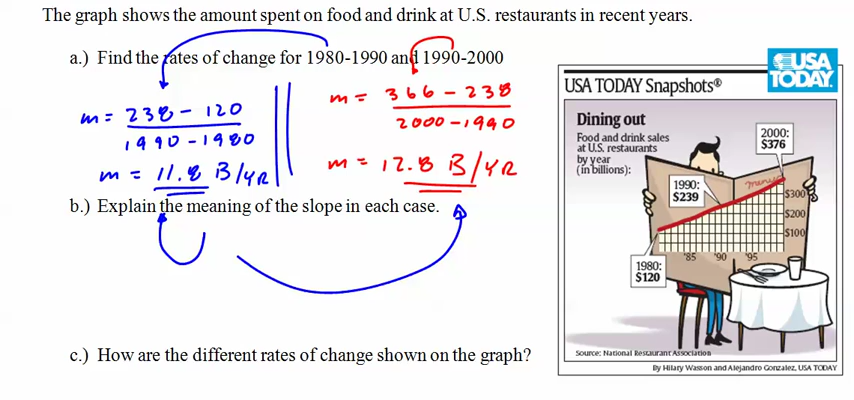 The graph shows the amount spent on food and drink at U.S. restaurants in recent years.
a.) Find the rates of change for 1980-1990 and 1990-2000
m = 238 - 120
1990 - 1980
m = 11.8 B/YR
m = 366 - 238
2000 - 1990
m = 12.8 B/YR
b.) Explain the meaning of the slope in each case.
c.) How are the different rates of change shown on the graph?
USA
TODAY
USA TODAY Snapshots®
Dining out
Food and drink sales
at U.S. restaurants
by year
(in billions):
2000:
$376
menu
1990:
$239
$300
$200
$100
'85 '90 '95
1980:
$120
Source: National Restaurant Association
By Hilary Wasson and Alejandro Gonzalez, USA TODAY